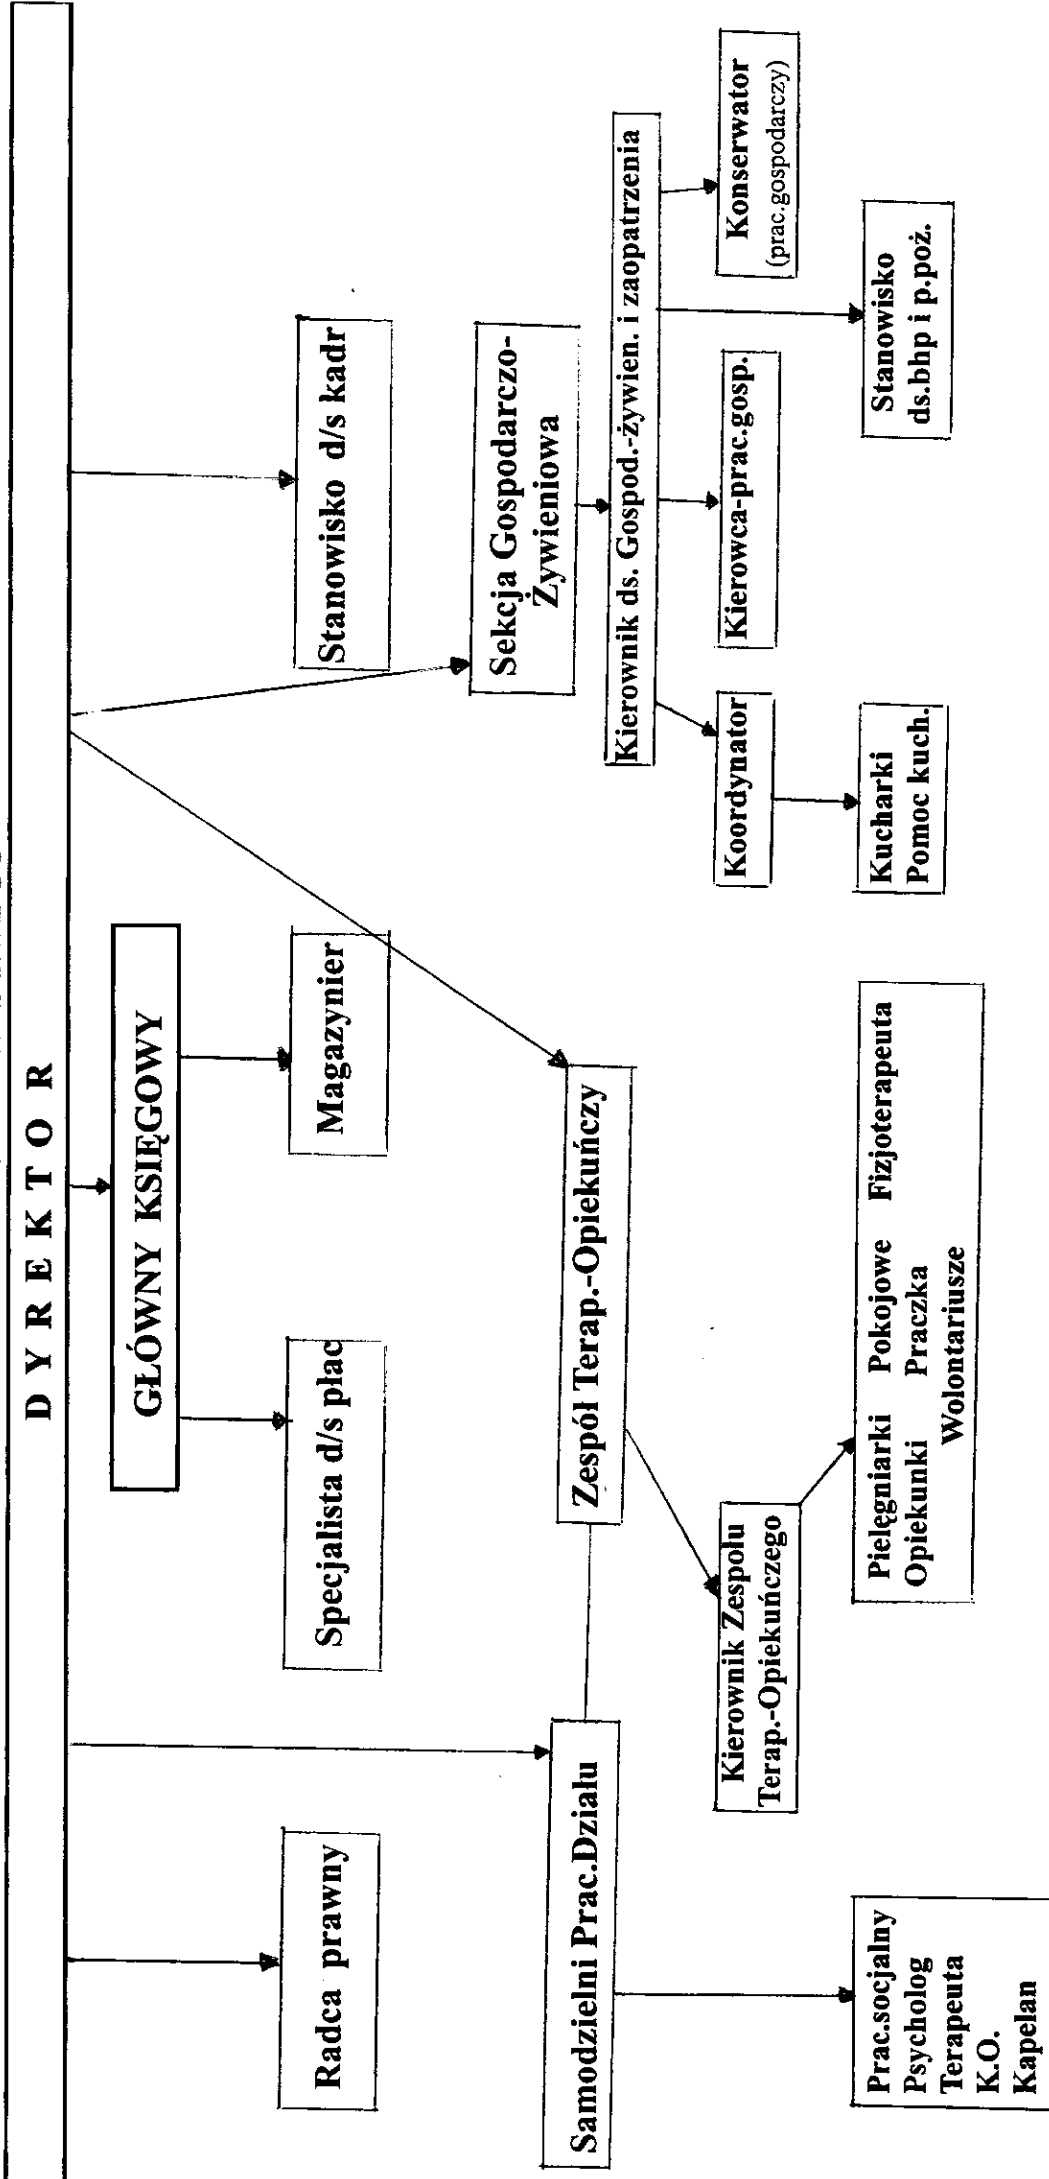 D Y R E K T O R
GŁÓWNY KSIĘGOWY
Radca prawny
Specjalista d/s płac
Magazynier
Stanowisko d/s kadr
Samodzielni Prac.Działu
Zespół Terap.-Opiekuńczy
Sekcja Gospodarczo-
Żywieniowa
Kierownik ds. Gospod.-żywien. i zaopatrzenia
Kierownik Zespołu
Terap.-Opiekuńczego
Koordynator
Kierowca-prac.gosp.
Konserwator
(prac.gospodarczy)
Prac.socjalny
Psycholog
Terapeuta
K.O.
Kapelan
Pielęgniarki Pokojowe Fizjoterapeuta
Opiekunki Praczka
Wolontariusze
Kucharki
Pomoc kuch.
Stanowisko
ds.bhp i p.poż.